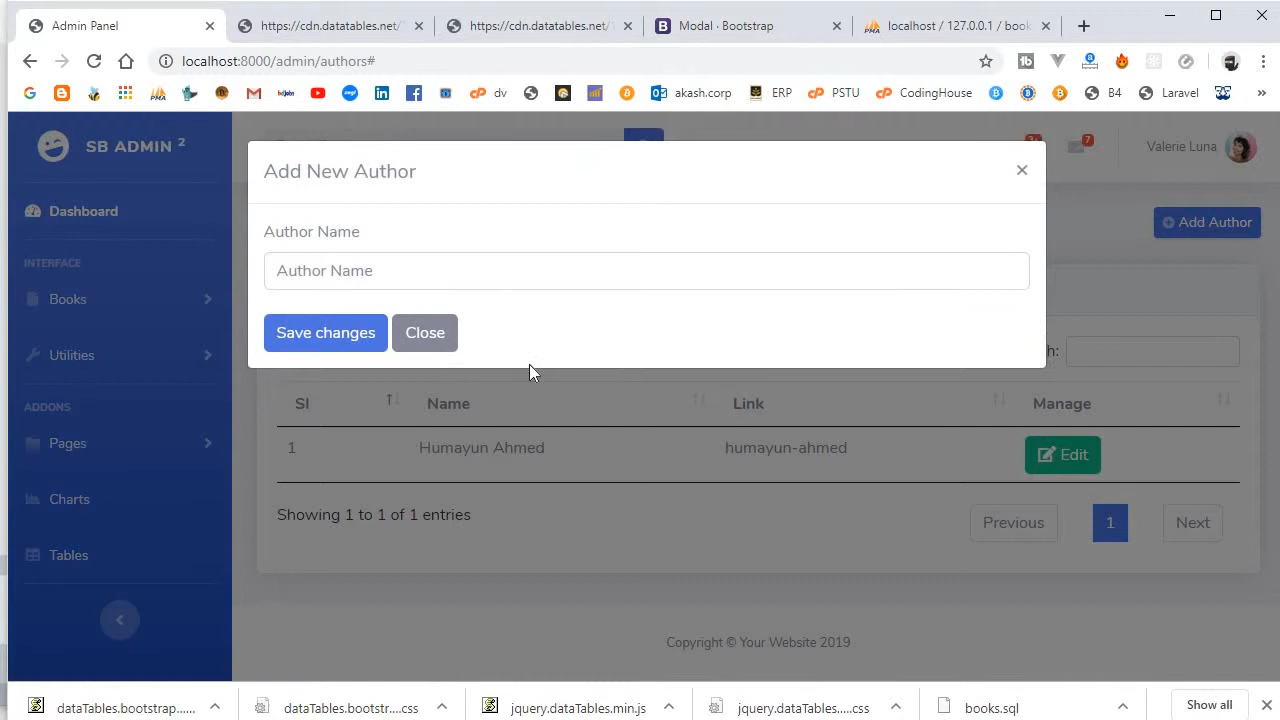 Admin Panel
https://cdn.datatables.net/
https://cdn.datatables.net/
B Modal · Bootstrap
PMA localhost / 127.0.0.1 / book
localhost:8000/admin/authors#
dv
akash.corp
ERP
PSTU
CodingHouse
B4
Laravel
SB ADMIN 2
3+
7
Valerie Luna
Add New Author
×
Dashboard
Add Author
Author Name
INTERFACE
Author Name
Books
Save changes
Close
Utilities
h:
ADDONS
Sl
Name
Link
Manage
Pages
1
Humayun Ahmed
humayun-ahmed
Edit
Charts
Showing 1 to 1 of 1 entries
Previous
1
Next
Tables
Copyright © Your Website 2019
dataTables.bootstrap......
dataTables.bootstr....css
jquery.dataTables.min.js
jquery.dataTables.....css
books.sql
Show all